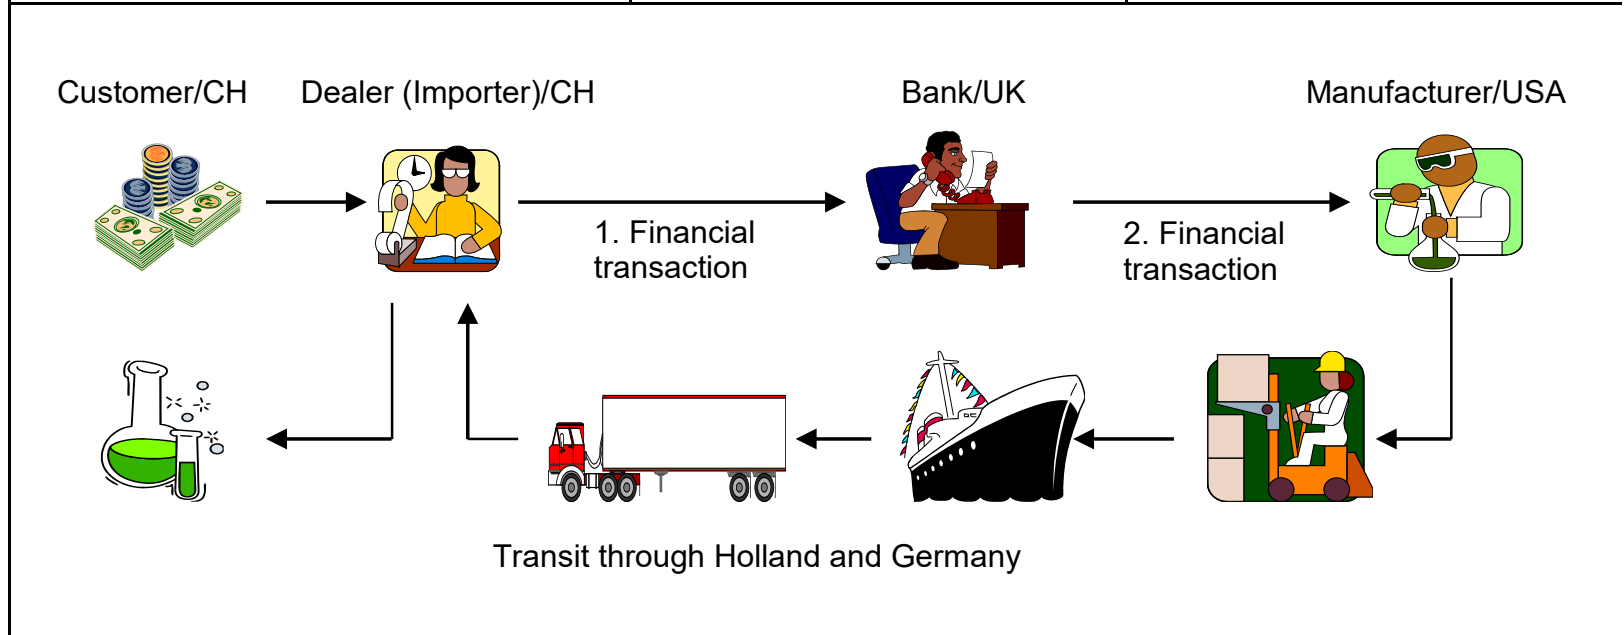 Customer/CH
Dealer (Importer)/CH
Bank/UK
Manufacturer/USA
1. Financial
transaction
2. Financial
transaction
Transit through Holland and Germany